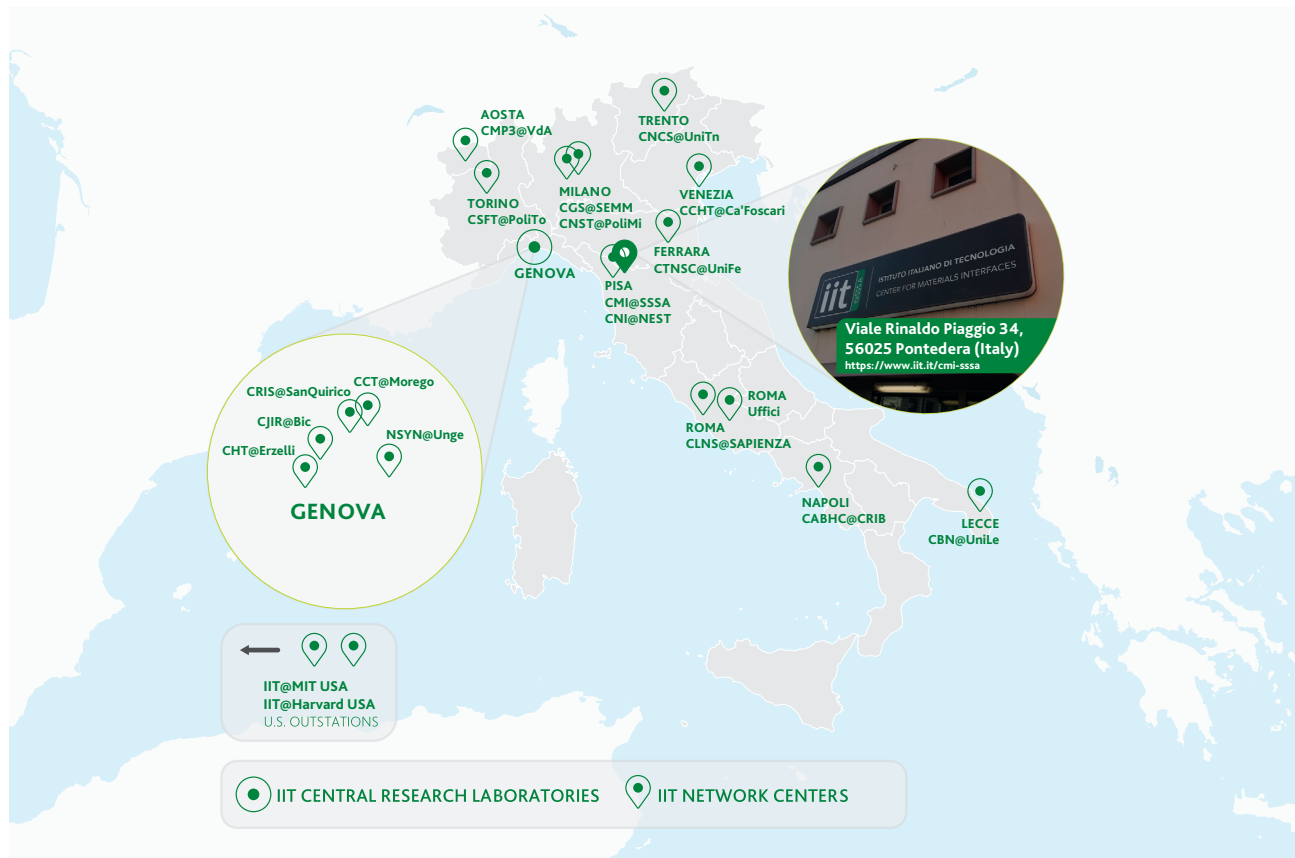 AOSTA
CMP3@VdA
TORINO
CSFT@PoliTo
MILANO
CGS@SEMM
CNST@PoliMi
TRENTO
CNCS@UniTn
VENEZIA
CCHT@Ca'Foscari
FERRARA
CTNSC@UniFe
GENOVA
PISA
CMI@SSSA
CNI@NEST
iit
ISTITUTO ITALIANO DI TECNOLOGIA
CENTER FOR MATERIALS INTERFACES
Viale Rinaldo Piaggio 34,
56025 Pontedera (Italy)
https://www.iit.it/cmi-sssa
CRIS@SanQuirico
CCT@Morego
CJIR@Bic
NSYN@Unge
CHT@Erzelli
GENOVA
ROMA
Uffici
ROMA
CLNS@SAPIENZA
NAPOLI
CABHC@CRIB
LECCE
CBN@UniLe
IIT@MIT USA
IIT@Harvard USA
U.S. OUTSTATIONS
IIT CENTRAL RESEARCH LABORATORIES
IIT NETWORK CENTERS